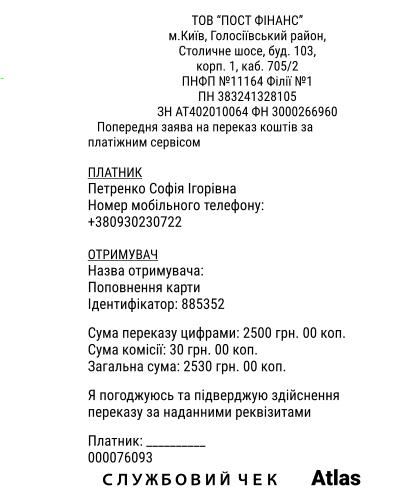 ТОВ “ПОСТ ФІНАНС”
м.Київ, Голосіївський район,
Столичне шосе, буд. 103,
корп. 1, каб. 705/2
ПНФП №11164 Філії №1
ПН 383241328105
ЗН АТ402010064 ФН 3000266960
Попередня заява на переказ коштів за
платіжним сервісом
ПЛАТНИК
Петренко Софія Ігорівна
Номер мобільного телефону:
+380930230722
ОТРИМУВАЧ
Назва отримувача:
Поповнення карти
Ідентифікатор: 885352
Сума переказу цифрами: 2500 грн. 00 коп.
Сума комісії: 30 грн. 00 коп.
Загальна сума: 2530 грн. 00 коп.
Я погоджуюсь та підверджую здійснення
переказу за наданними реквізитами
Платник: __________
000076093
СЛУЖБОВИЙ ЧЕК Atlas